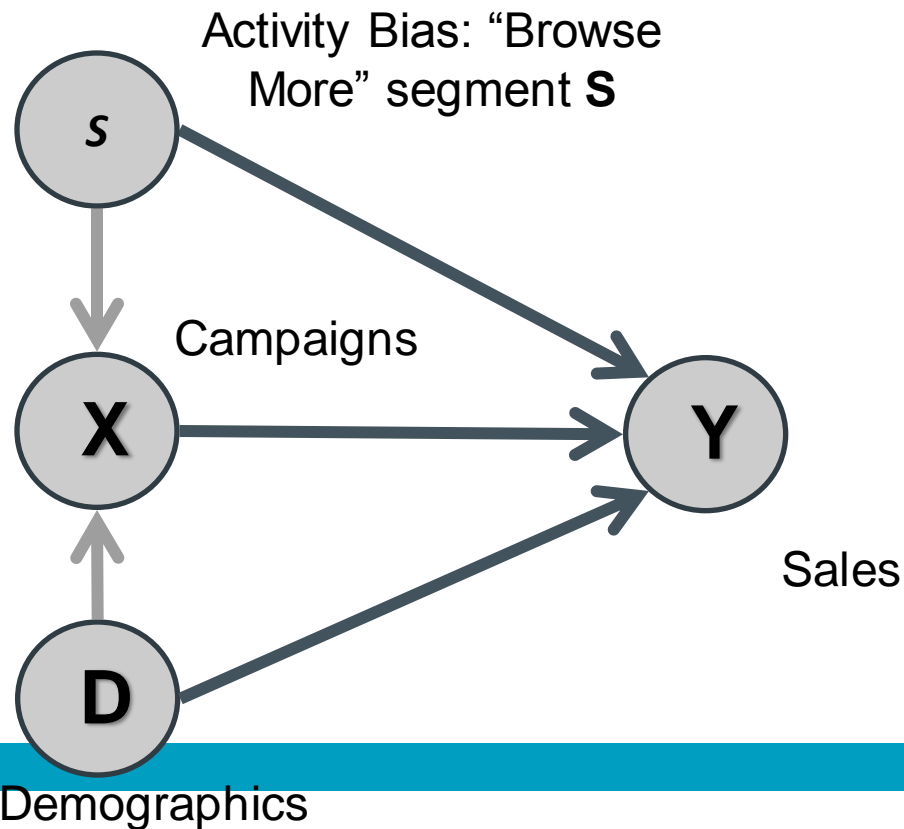 Activity Bias: “Browse
More” segment S
S
Campaigns
X
Y
Sales
D
Demographics